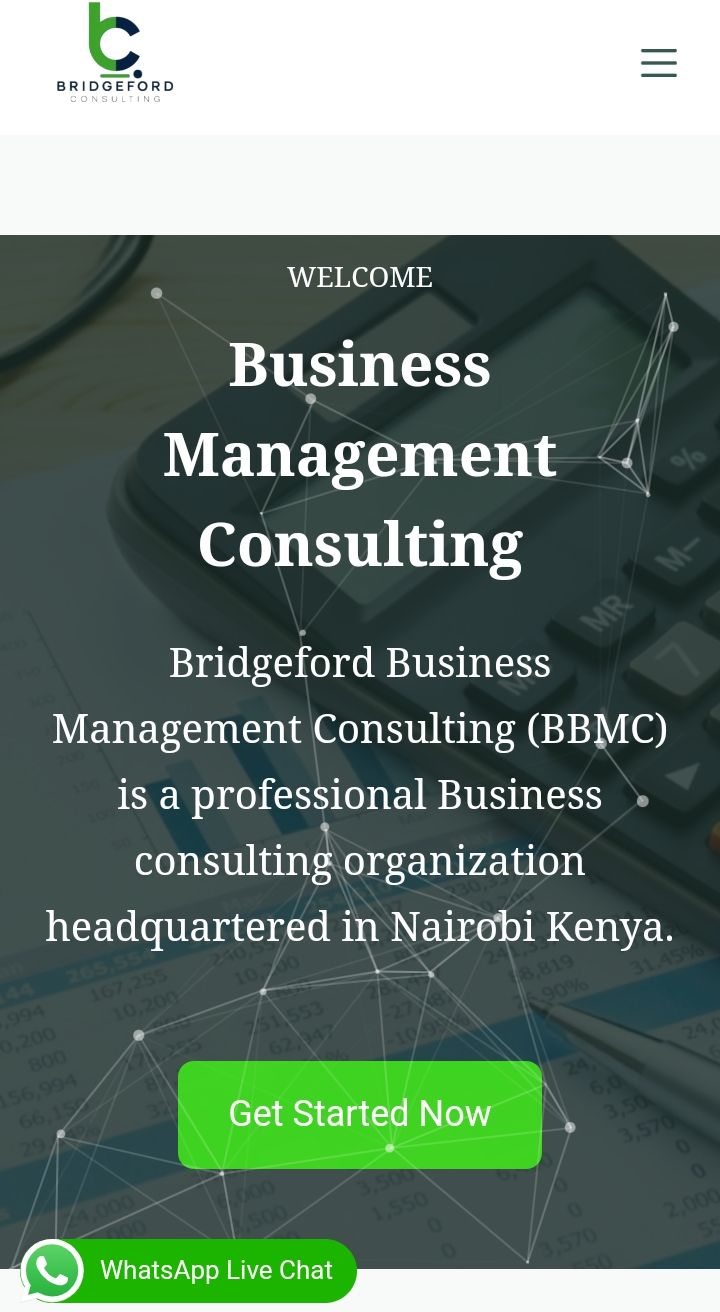 BRIDGEFORD
CONSULTING
WELCOME
Business
Management
Consulting
Bridgeford Business
Management Consulting (BBMC)
is a professional Business
consulting organization
headquartered in Nairobi Kenya.
Get Started Now
WhatsApp Live Chat